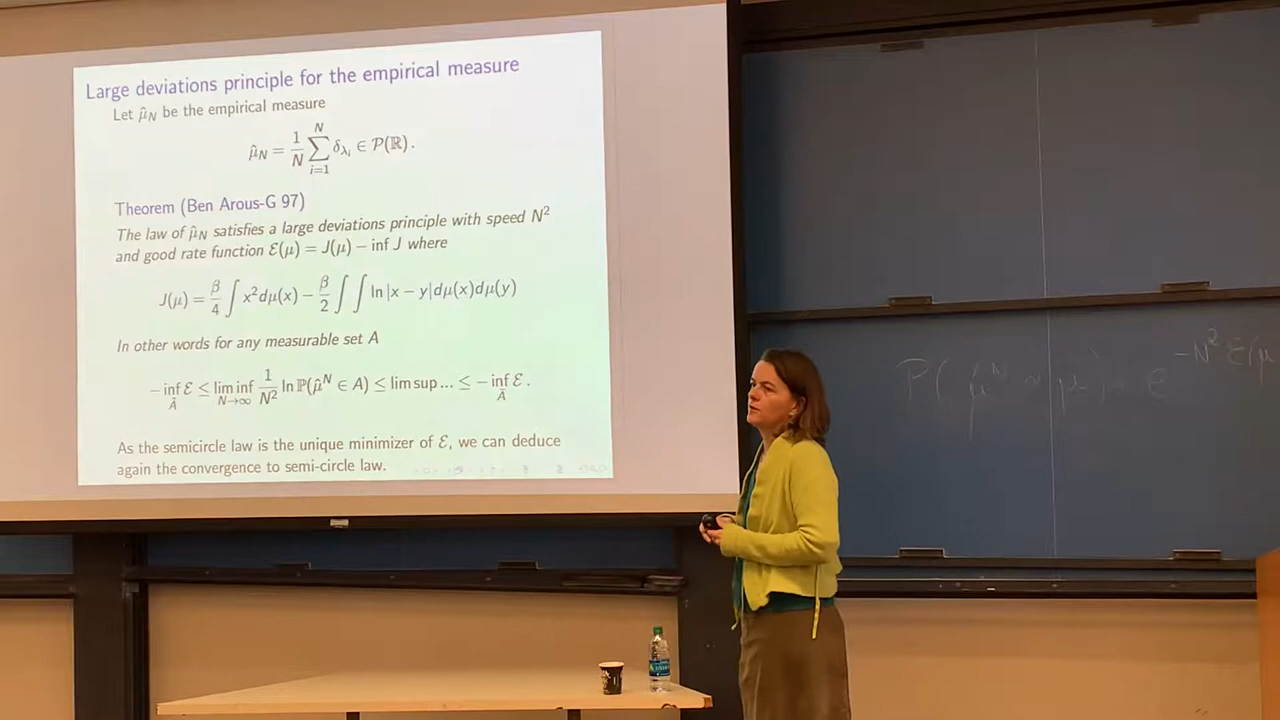 Large deviations principle for the empirical measure
Let μ̂_N be the empirical measure
μ̂_N = 1/N ∑_{i=1}^{N} δ_{λ_i} ∈ P(ℝ).
Theorem (Ben Arous-G 97)
The law of μ̂_N satisfies a large deviations principle with speed N²
and good rate function ℰ(μ) = J(μ) − inf J where
J(μ) = β/4 ∫ x²dμ(x) − β/2 ∫ ∫ ln |x − y|dμ(x)dμ(y)
In other words for any measurable set A
− inf_{Å} ℰ ≤ lim inf_{N→∞} 1/N² ln ℙ(μ̂^N ∈ A) ≤ lim sup ... ≤ − inf_{Ā} ℰ.
As the semicircle law is the unique minimizer of ℰ, we can deduce
again the convergence to semi-circle law.
P( μ̂^N ≈ μ ) ≈ e^{−N² ℰ(μ